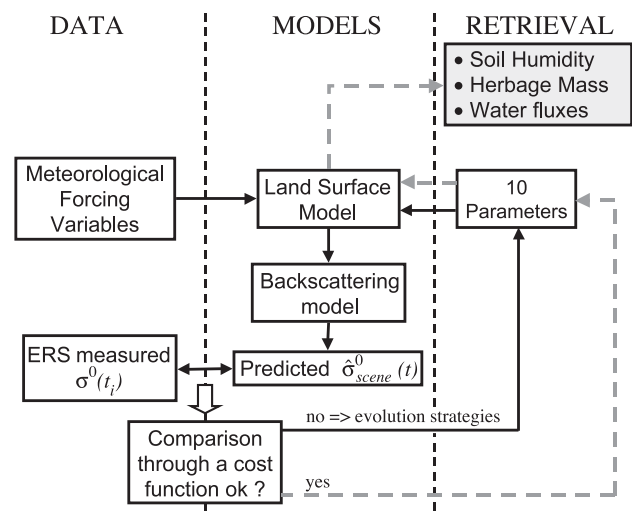 DATA
MODELS
RETRIEVAL
• Soil Humidity
• Herbage Mass
• Water fluxes
Meteorological
Forcing
Variables
Land Surface
Model
10
Parameters
Backscattering
model
ERS measured
σ⁰(tᵢ)
Predicted σ̂⁰scene (t)
no => evolution strategies
Comparison
through a cost
function ok ?
yes